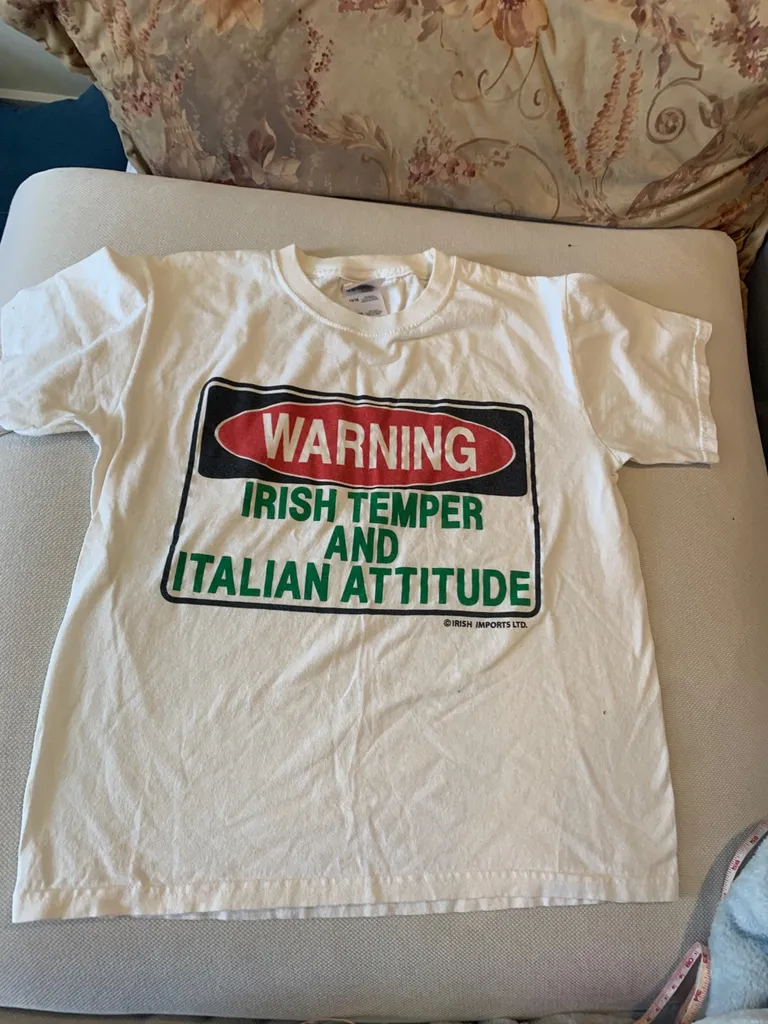 WARNING
IRISH TEMPER
AND
ITALIAN ATTITUDE
©IRISH IMPORTS LTD.